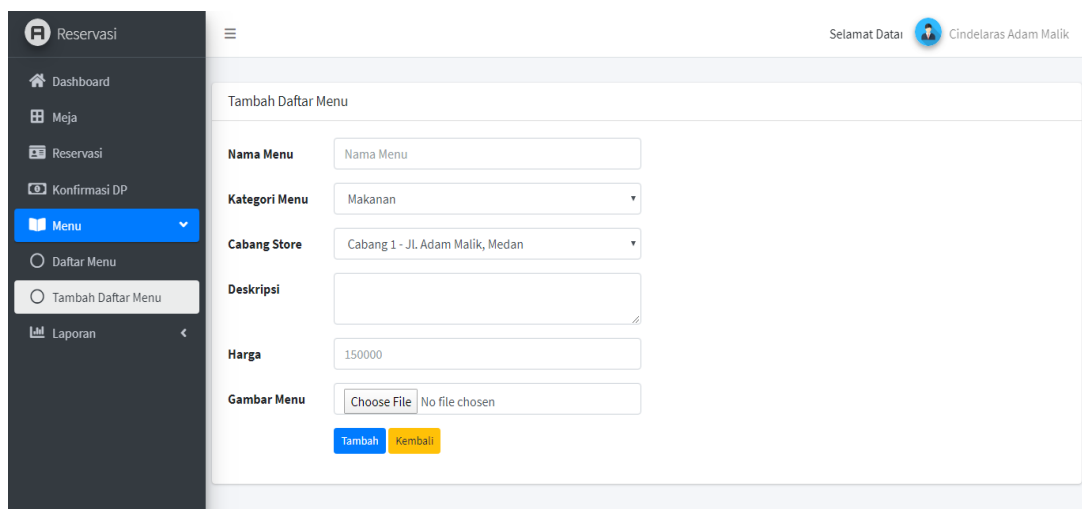 Reservasi
Selamat Data
Cindelaras Adam Malik
Dashboard
Meja
Reservasi
Konfirmasi DP
Menu
Daftar Menu
Tambah Daftar Menu
Laporan
Tambah Daftar Menu
Nama Menu
Nama Menu
Kategori Menu
Makanan
Cabang Store
Cabang 1 - Jl. Adam Malik, Medan
Deskripsi
Harga
150000
Gambar Menu
Choose File No file chosen
Tambah
Kembali